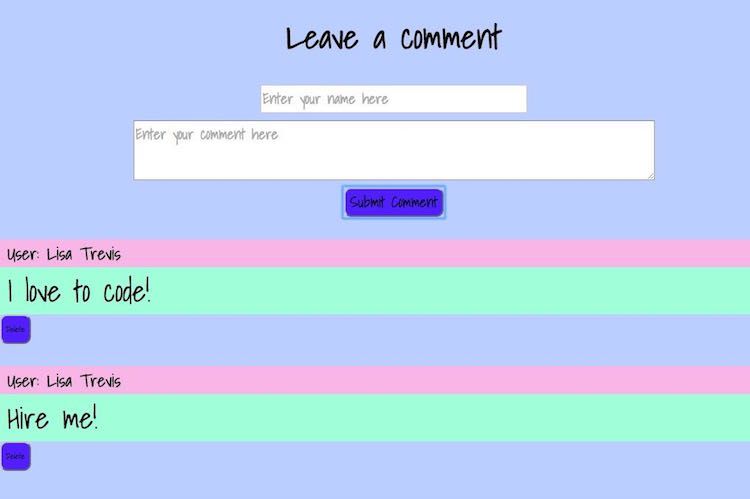 Leave a comment
Enter your name here
Enter your comment here
Submit Comment
User: Lisa Trevis
I love to code!
Delete
User: Lisa Trevis
Hire me!
Delete